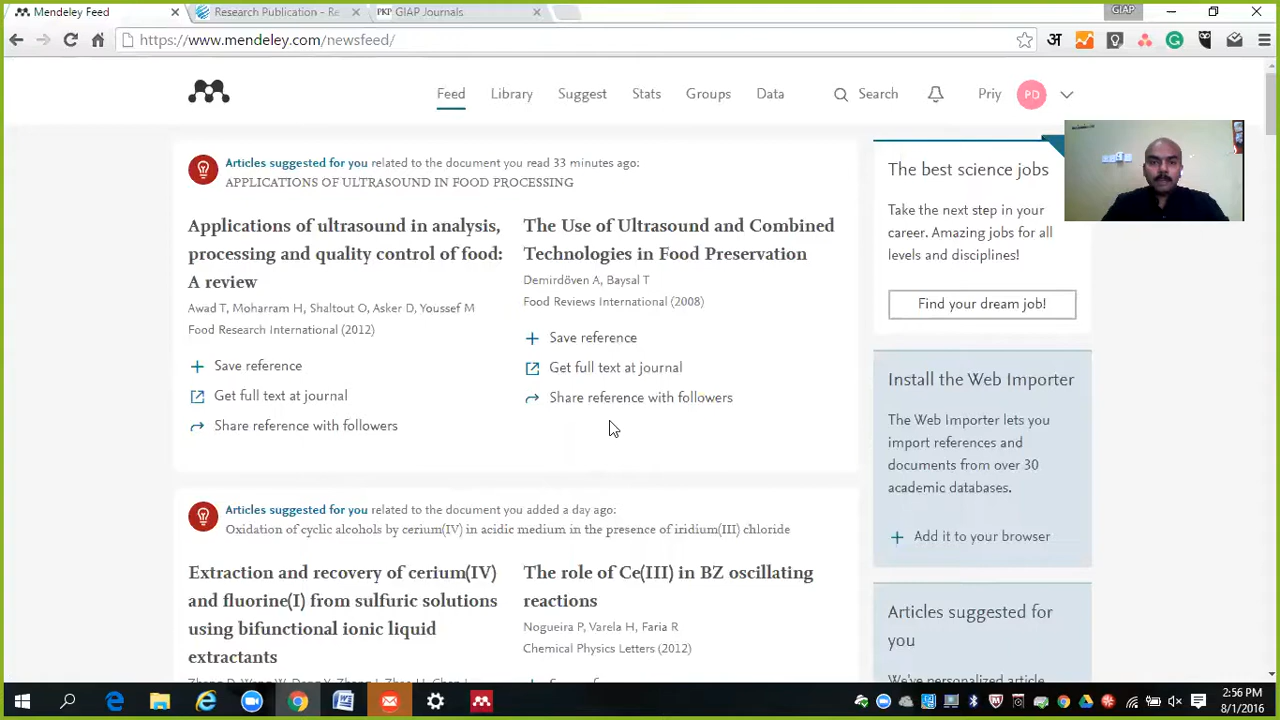 Mendeley Feed
Research Publication - Re
PKP GIAP Journals
GIAP
https://www.mendeley.com/newsfeed/
अ
Feed Library Suggest Stats Groups Data Search Priy PD
Articles suggested for you related to the document you read 33 minutes ago:
APPLICATIONS OF ULTRASOUND IN FOOD PROCESSING
Applications of ultrasound in analysis,
processing and quality control of food:
A review
Awad T, Moharram H, Shaltout O, Asker D, Youssef M
Food Research International (2012)
Save reference
Get full text at journal
Share reference with followers
The Use of Ultrasound and Combined
Technologies in Food Preservation
Demirdöven A, Baysal T
Food Reviews International (2008)
Save reference
Get full text at journal
Share reference with followers
Articles suggested for you related to the document you added a day ago:
Oxidation of cyclic alcohols by cerium(IV) in acidic medium in the presence of iridium(III) chloride
Extraction and recovery of cerium(IV)
and fluorine(I) from sulfuric solutions
using bifunctional ionic liquid
extractants
The role of Ce(III) in BZ oscillating
reactions
Nogueira P, Varela H, Faria R
Chemical Physics Letters (2012)
The best science jobs
Take the next step in your
career. Amazing jobs for all
levels and disciplines!
Find your dream job!
Install the Web Importer
The Web Importer lets you
import references and
documents from over 30
academic databases.
Add it to your browser
Articles suggested for
you
We've personalized article
2:56 PM
8/1/2016